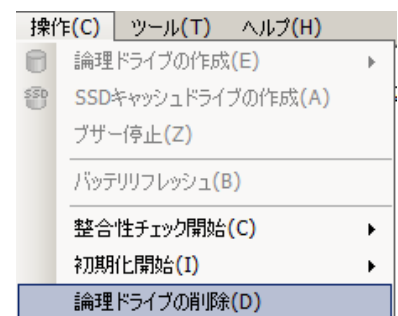 操作(C) ツール(T) ヘルプ(H)
論理ドライブの作成(E)
SSD SSDキャッシュドライブの作成(A)
ブザー停止(Z)
バッテリリフレッシュ(B)
整合性チェック開始(C)
初期化開始(I)
論理ドライブの削除(D)